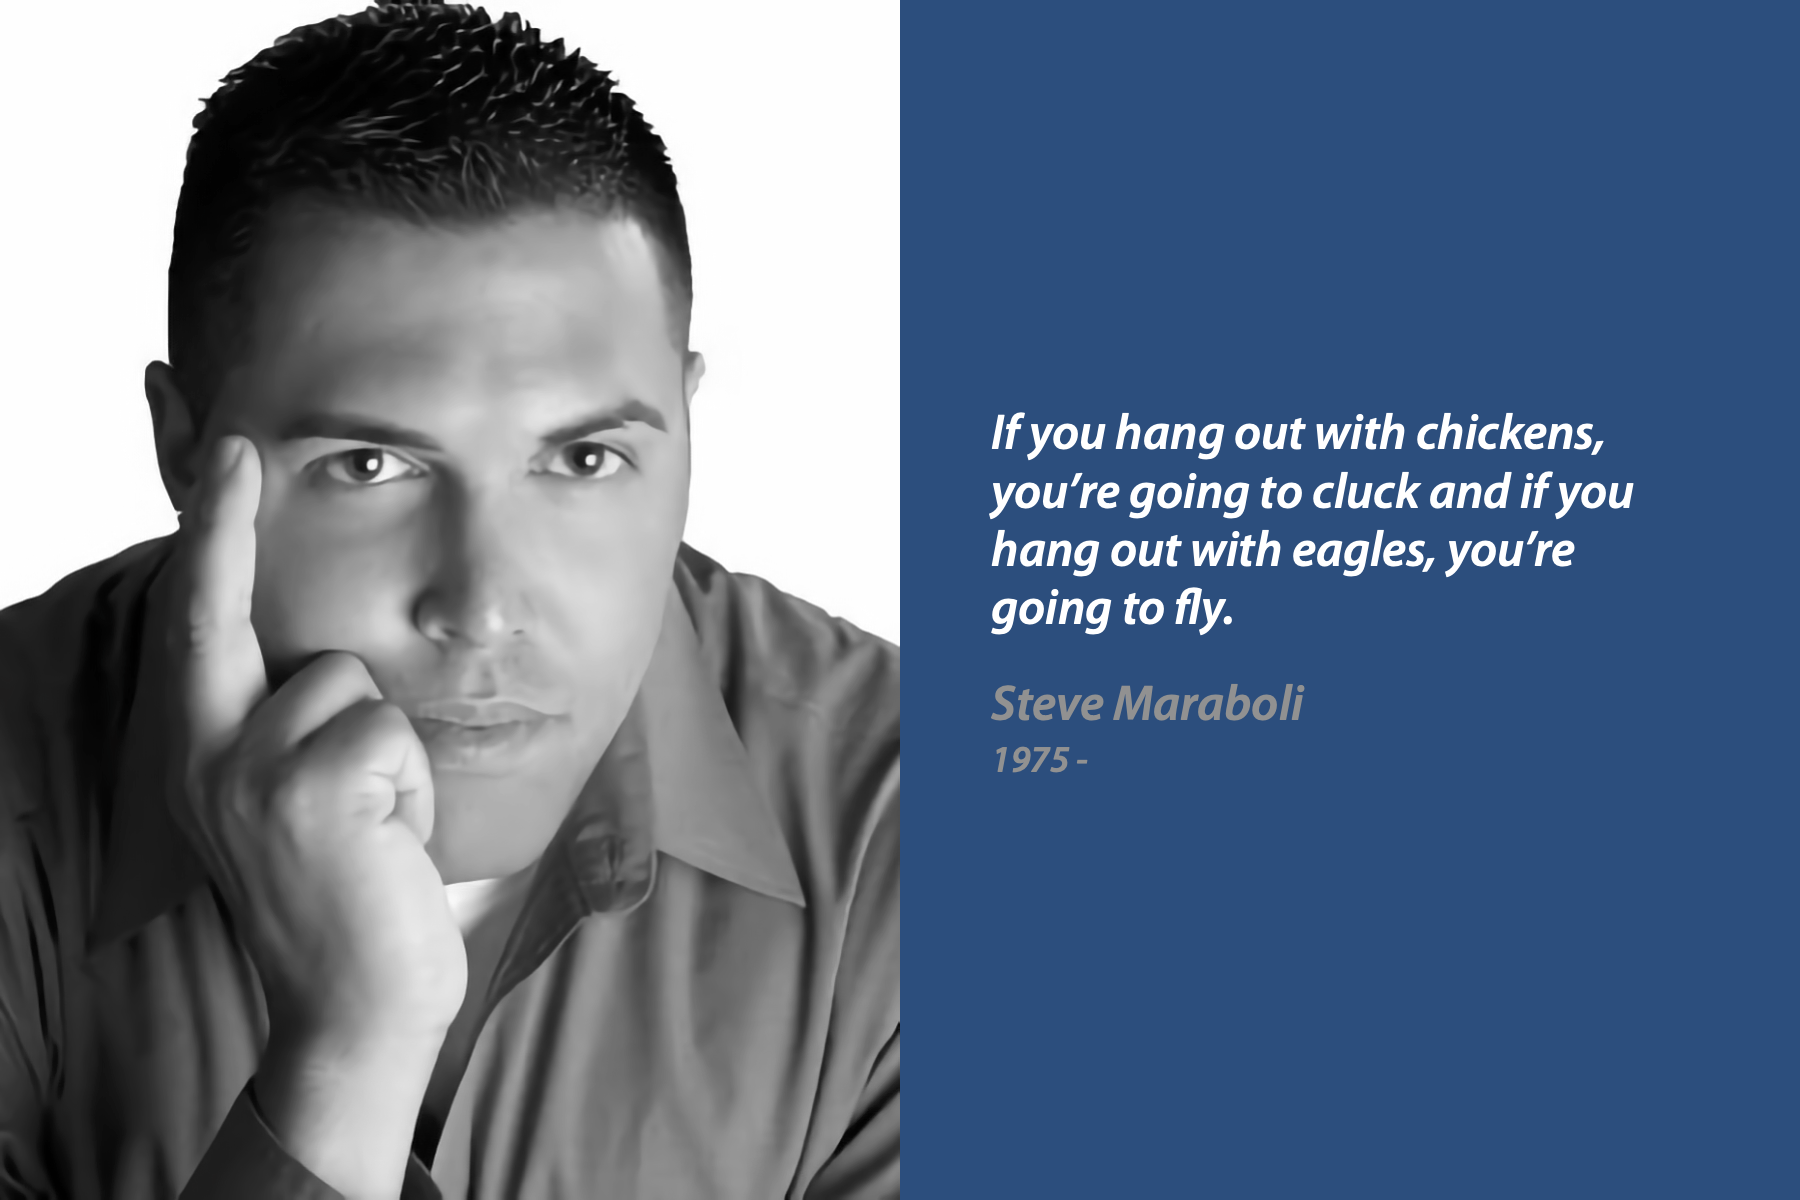 If you hang out with chickens,
you’re going to cluck and if you
hang out with eagles, you’re
going to fly.
Steve Maraboli
1975 -